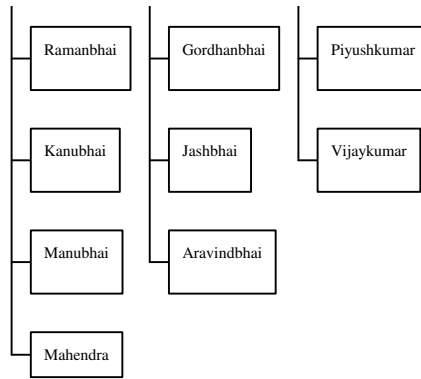 Ramanbhai
Gordhanbhai
Piyushkumar
Kanubhai
Jashbhai
Vijaykumar
Manubhai
Aravindbhai
Mahendra